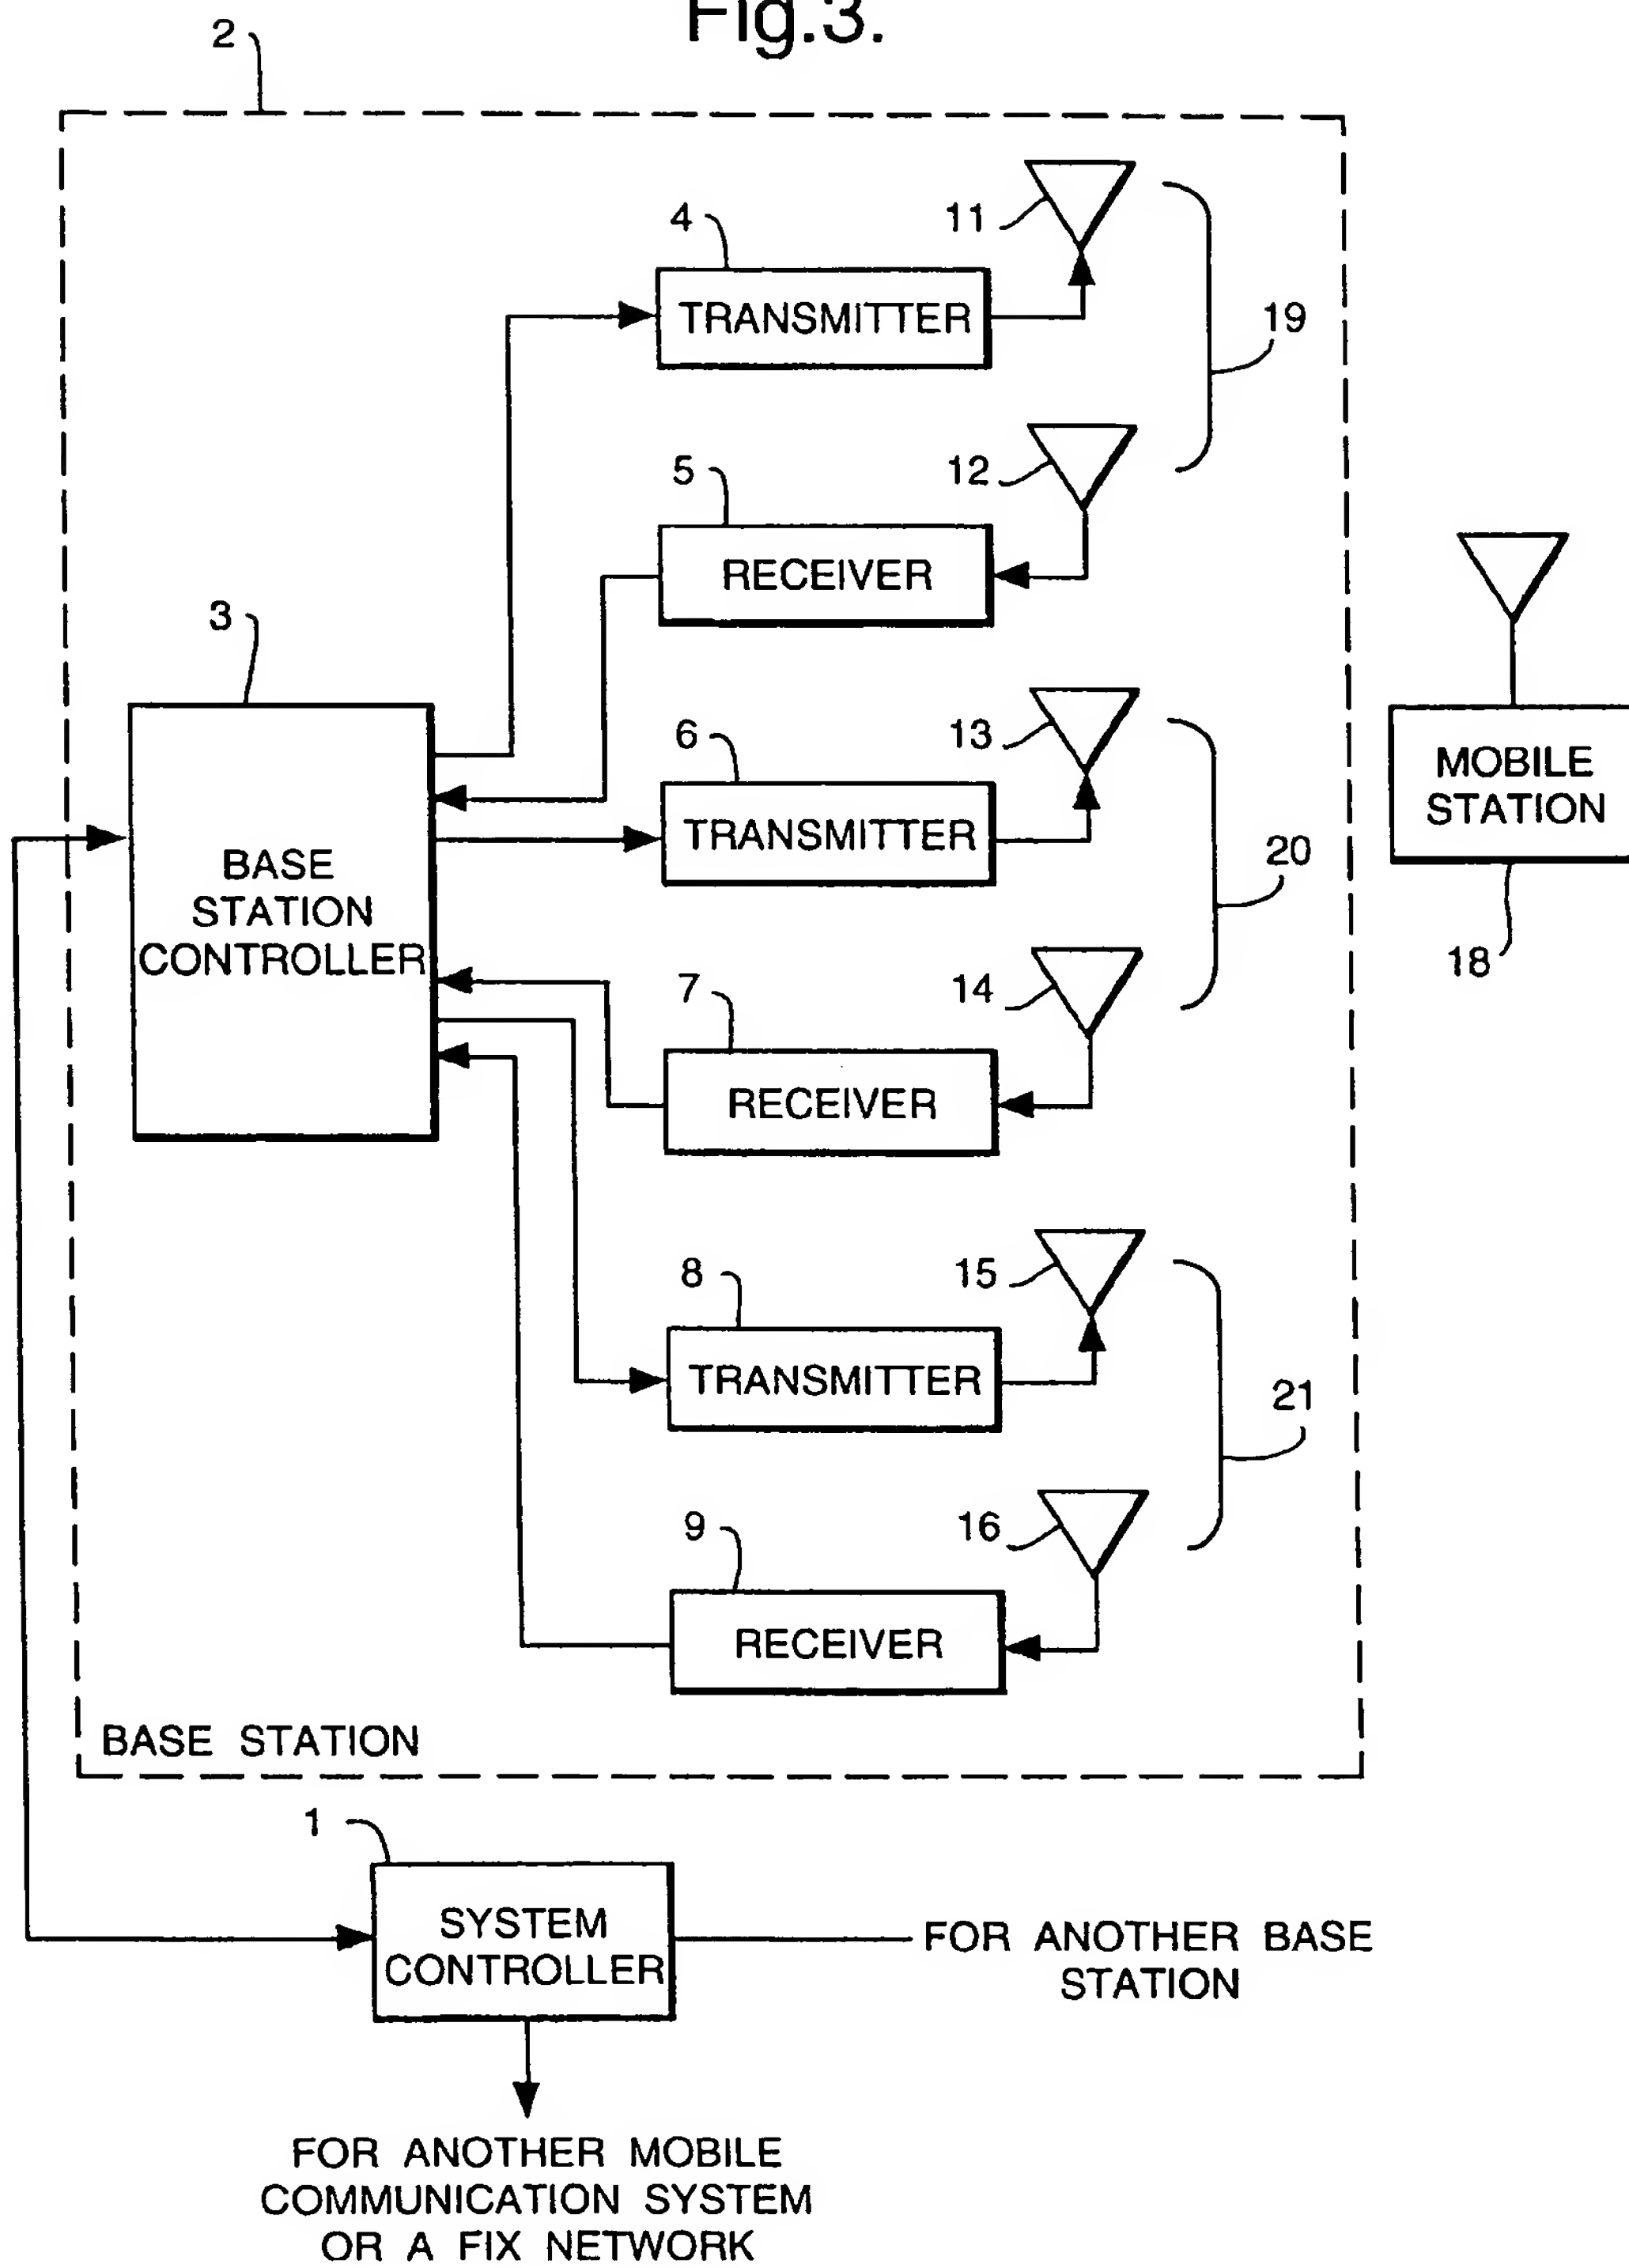 Fig.3.
2
4
11
TRANSMITTER
19
5
12
RECEIVER
3
6
13
TRANSMITTER
MOBILE
STATION
20
BASE
STATION
CONTROLLER
7
14
18
RECEIVER
8
15
TRANSMITTER
21
9
16
RECEIVER
BASE STATION
1
SYSTEM
CONTROLLER
FOR ANOTHER BASE
STATION
FOR ANOTHER MOBILE
COMMUNICATION SYSTEM
OR A FIX NETWORK